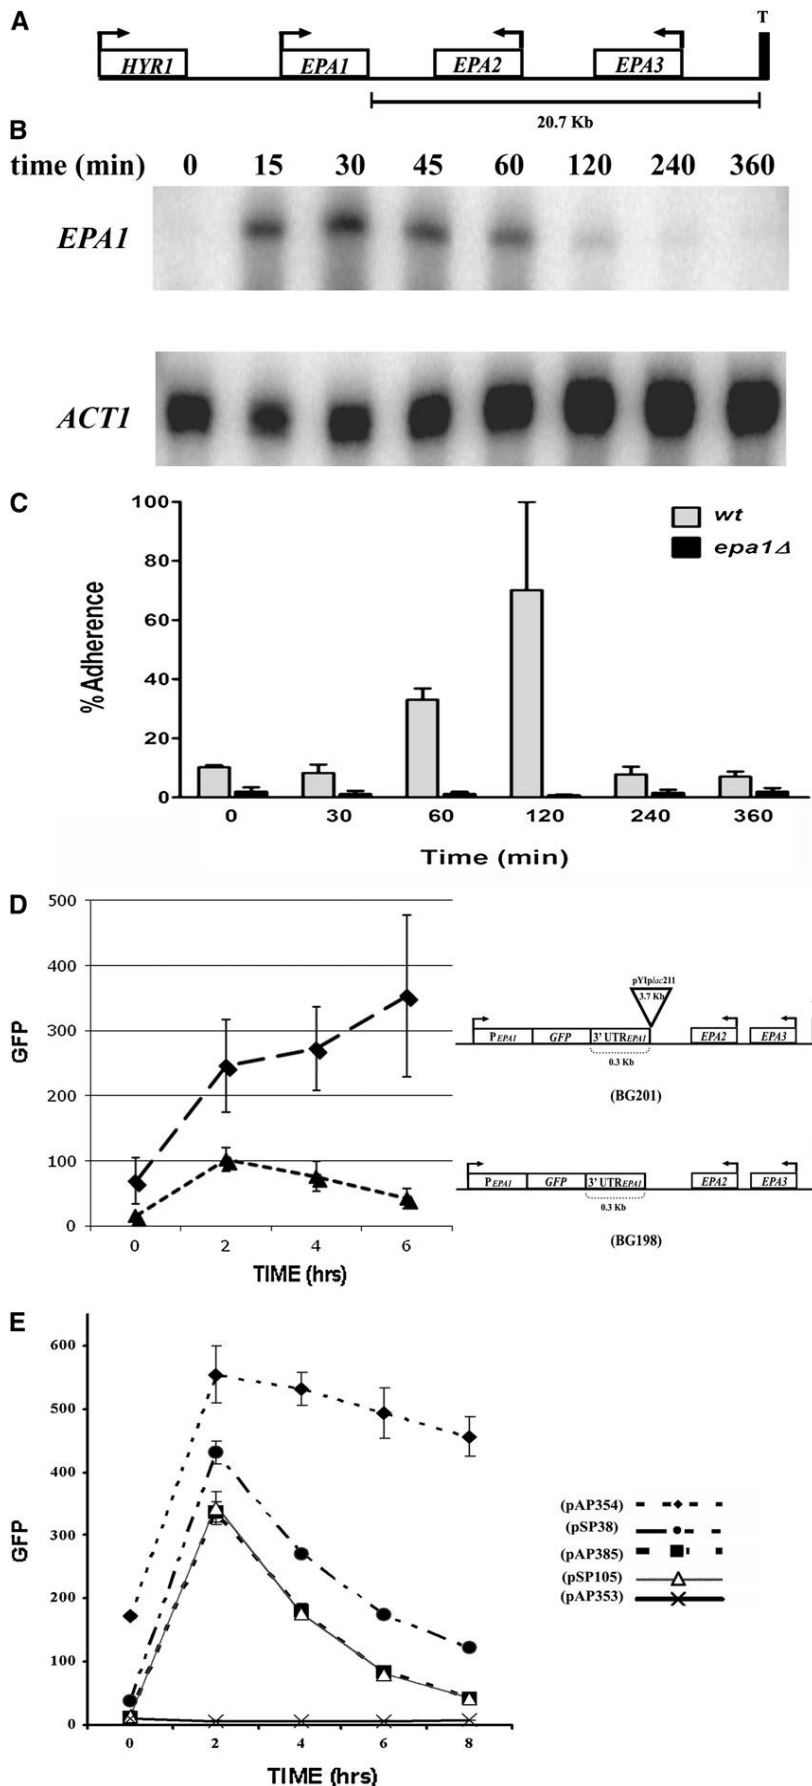 A
T
HYR1 EPA1 EPA2 EPA3
20.7 Kb
B
time (min) 0 15 30 45 60 120 240 360
EPA1
ACT1
C
100
80
60
40
20
0
% Adherence
wt
epa1Δ
0 30 60 120 240 360
Time (min)
D
500
400
300
200
100
0
GFP
0 2 4 6
TIME (hrs)
pYIplac211
3.7 Kb
PEPA1 GFP 3' UTREPA1 EPA2 EPA3
0.3 Kb
(BG201)
PEPA1 GFP 3' UTREPA1 EPA2 EPA3
0.3 Kb
(BG198)
E
600
500
400
300
200
100
0
GFP
0 2 4 6 8
TIME (hrs)
(pAP354)
(pSP38)
(pAP385)
(pSP105)
(pAP353)